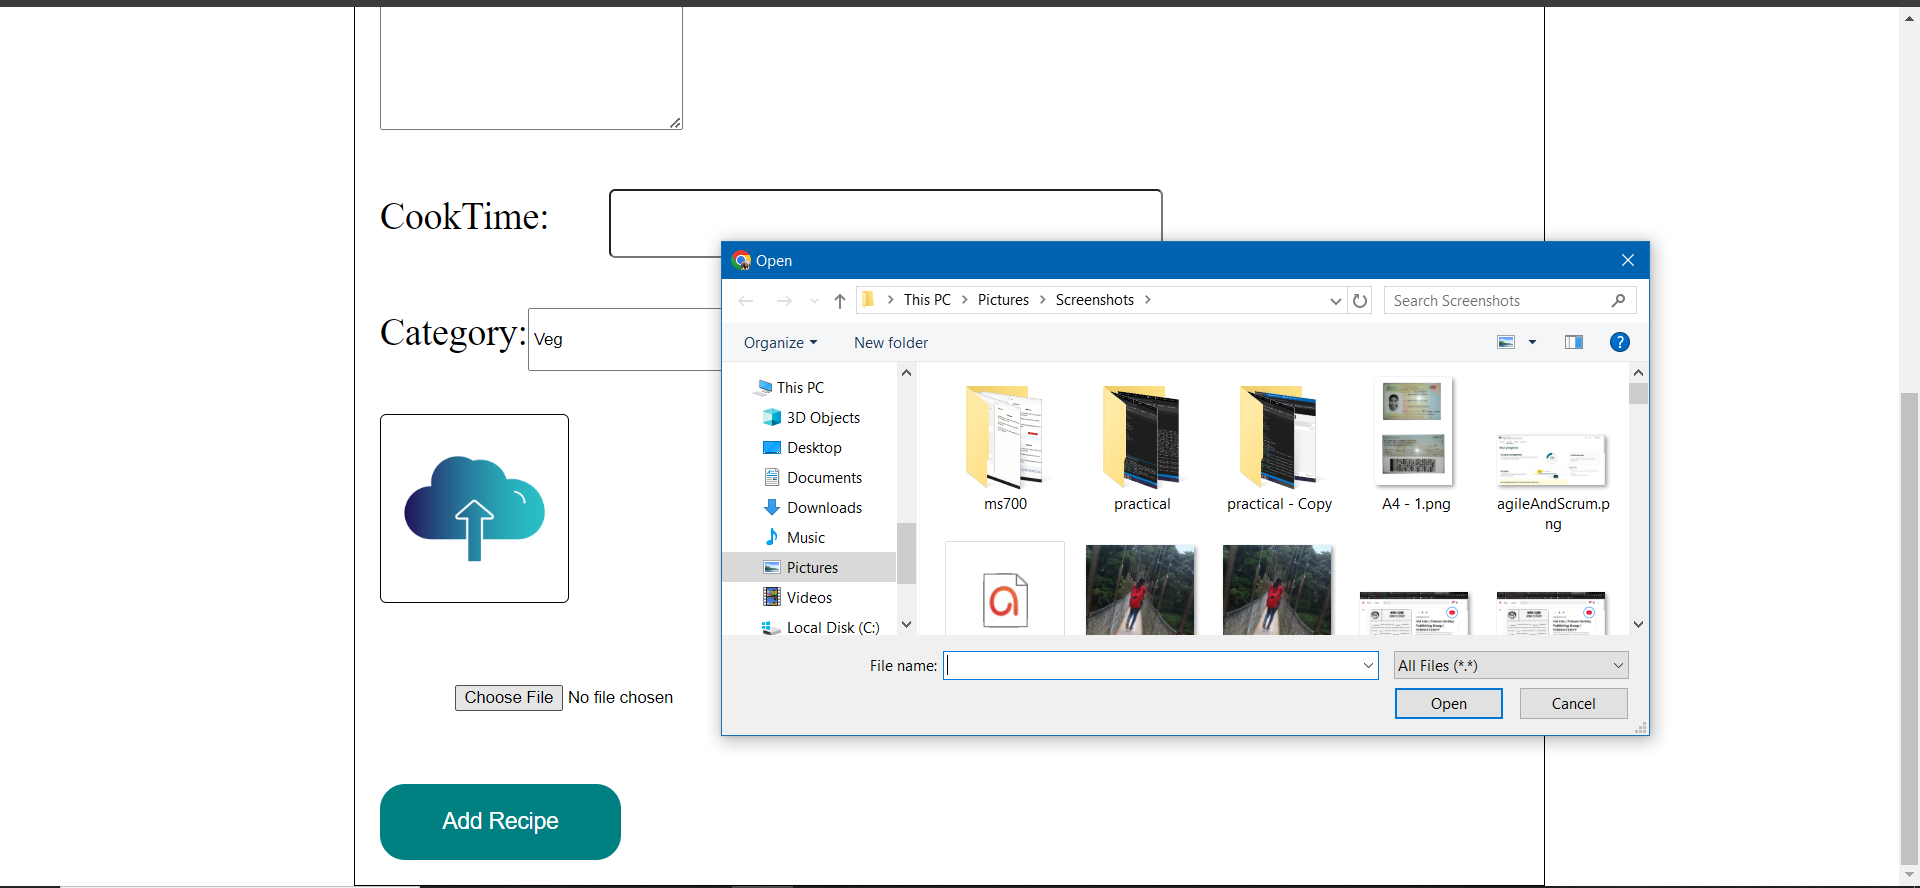 CookTime:
Category:
Veg
Choose File No file chosen
Add Recipe
Open
This PC
Pictures
Screenshots
Search Screenshots
Organize
New folder
?
This PC
3D Objects
Desktop
Documents
Downloads
Music
Pictures
Videos
Local Disk (C:)
ms700
practical
practical - Copy
A4 - 1.png
agileAndScrum.p
ng
File name:
All Files (*.*)
Open
Cancel